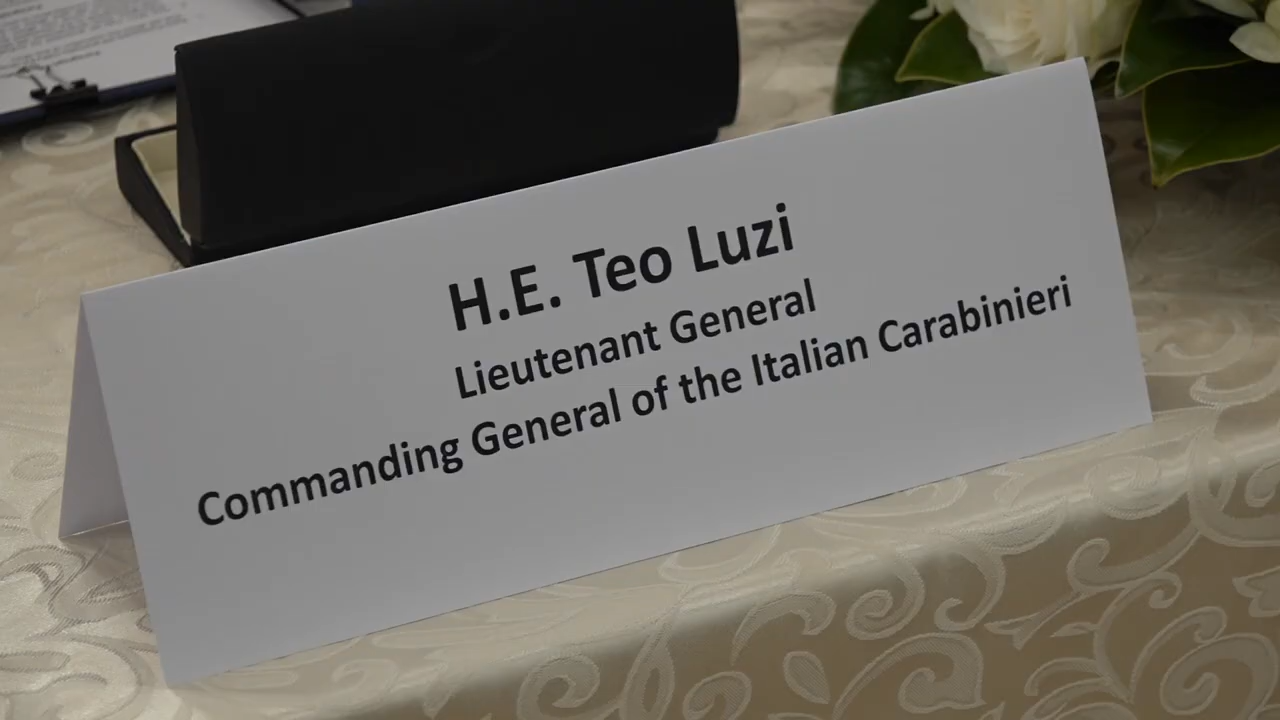 H.E. Teo Luzi
Lieutenant General
Commanding General of the Italian Carabinieri